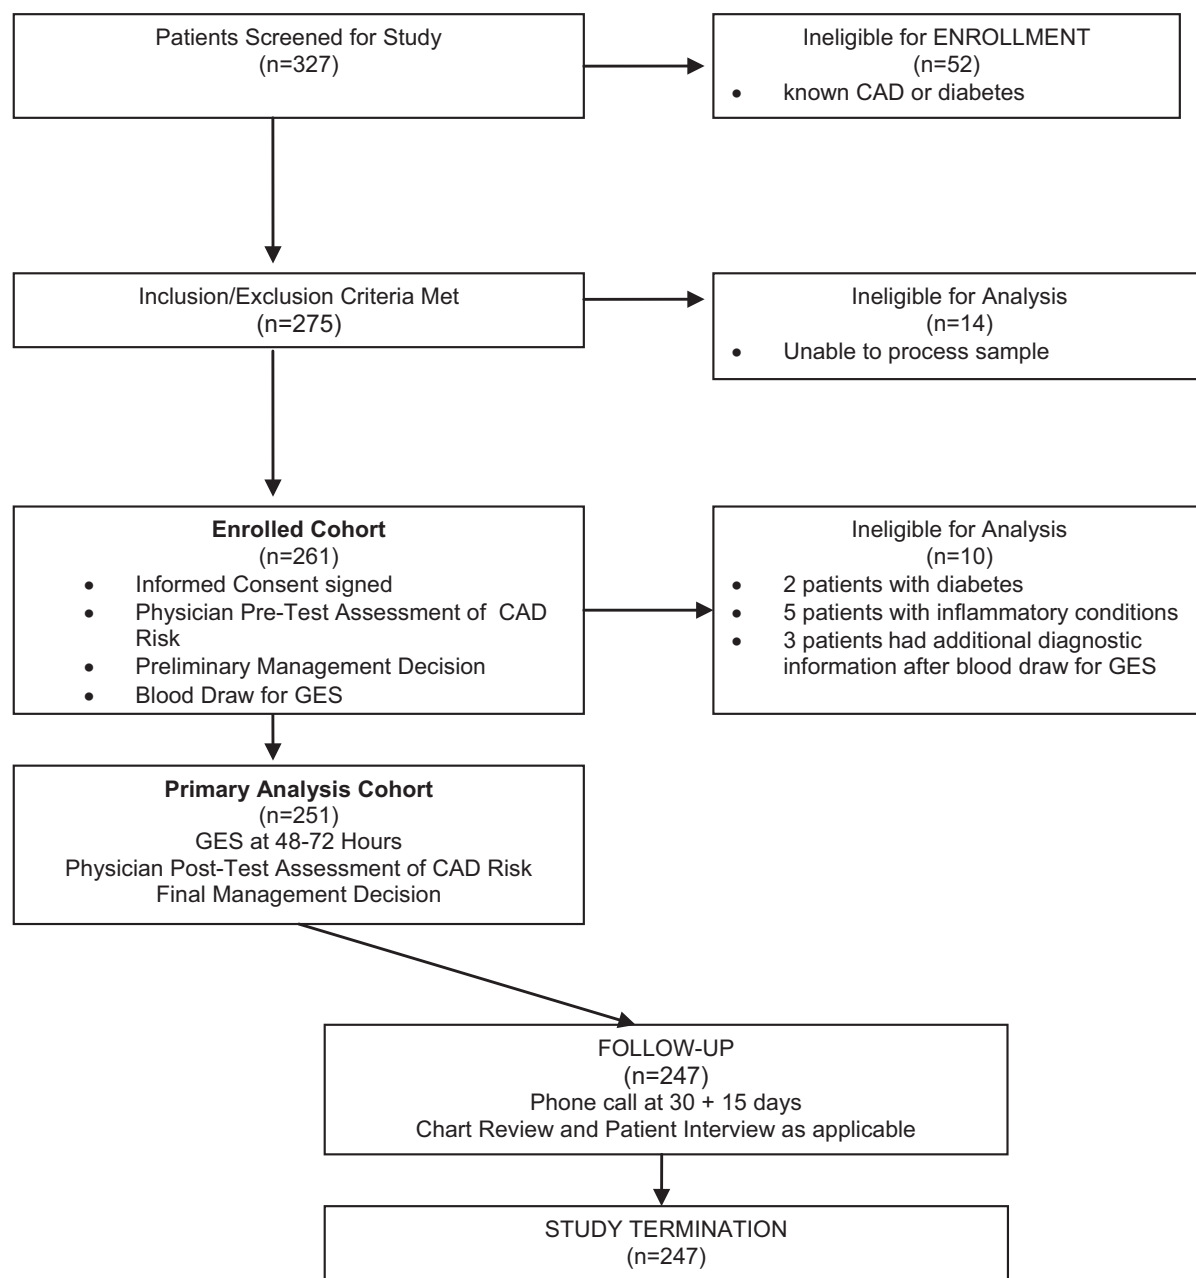 Patients Screened for Study
(n=327)
Ineligible for ENROLLMENT
(n=52)
• known CAD or diabetes
Inclusion/Exclusion Criteria Met
(n=275)
Ineligible for Analysis
(n=14)
• Unable to process sample
Enrolled Cohort
(n=261)
• Informed Consent signed
• Physician Pre-Test Assessment of CAD
Risk
• Preliminary Management Decision
• Blood Draw for GES
Ineligible for Analysis
(n=10)
• 2 patients with diabetes
• 5 patients with inflammatory conditions
• 3 patients had additional diagnostic
information after blood draw for GES
Primary Analysis Cohort
(n=251)
GES at 48-72 Hours
Physician Post-Test Assessment of CAD Risk
Final Management Decision
FOLLOW-UP
(n=247)
Phone call at 30 + 15 days
Chart Review and Patient Interview as applicable
STUDY TERMINATION
(n=247)